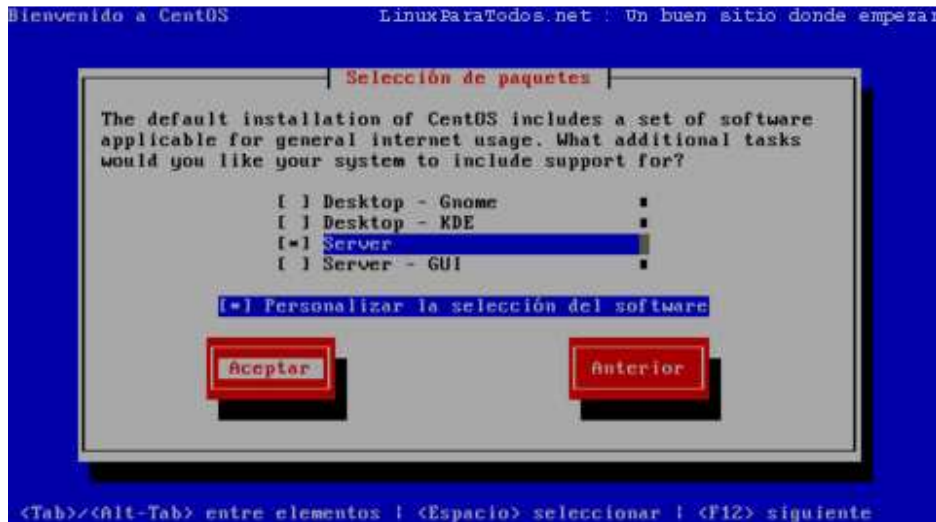 Bienvenido a CentOS LinuxParaTodos.net : Un buen sitio donde empezar
Selección de paquetes
The default installation of CentOS includes a set of software
applicable for general internet usage. What additional tasks
would you like your system to include support for?
[ ] Desktop - Gnome
[ ] Desktop - KDE
[*] Server
[ ] Server - GUI
[*] Personalizar la selección del software
Aceptar Anterior
<Tab>/<Alt-Tab> entre elementos | <Espacio> seleccionar | <F12> siguiente